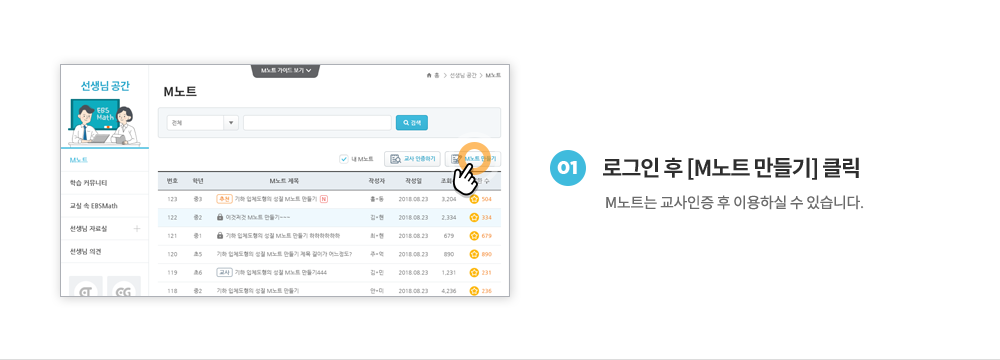 M노트 가이드 보기
홈 > 선생님 공간 > M노트
선생님 공간
EBS
Math
M노트
학습 커뮤니티
교실 속 EBSMath
선생님 자료실
선생님 의견
M노트
전체
검색
내 M노트 교사 인증하기 M노트 만들기
번호 학년 M노트 제목 작성자 작성일 조회 수
123 중3 추천 기하 입체도형의 성질 M노트 만들기 N 홍*동 2018.08.23 3,204 504
122 중2 이것저것 M노트 만들기~~~ 김*현 2018.08.23 2,334 334
121 중1 기하 입체도형의 성질 M노트 만들기 하하하하하하 최*현 2018.08.23 679 679
120 초5 기하 입체도형의 성질 M노트 만들기 제목 길이가 어느정도? 주*억 2018.08.23 890 890
119 초6 교사 기하 입체도형의 성질 M노트 만들기444 김*민 2018.08.23 1,231 231
118 중2 기하 입체도형의 성질 M노트 만들기 안*미 2018.08.23 4,236 236
01 로그인 후 [M노트 만들기] 클릭
M노트는 교사인증 후 이용하실 수 있습니다.